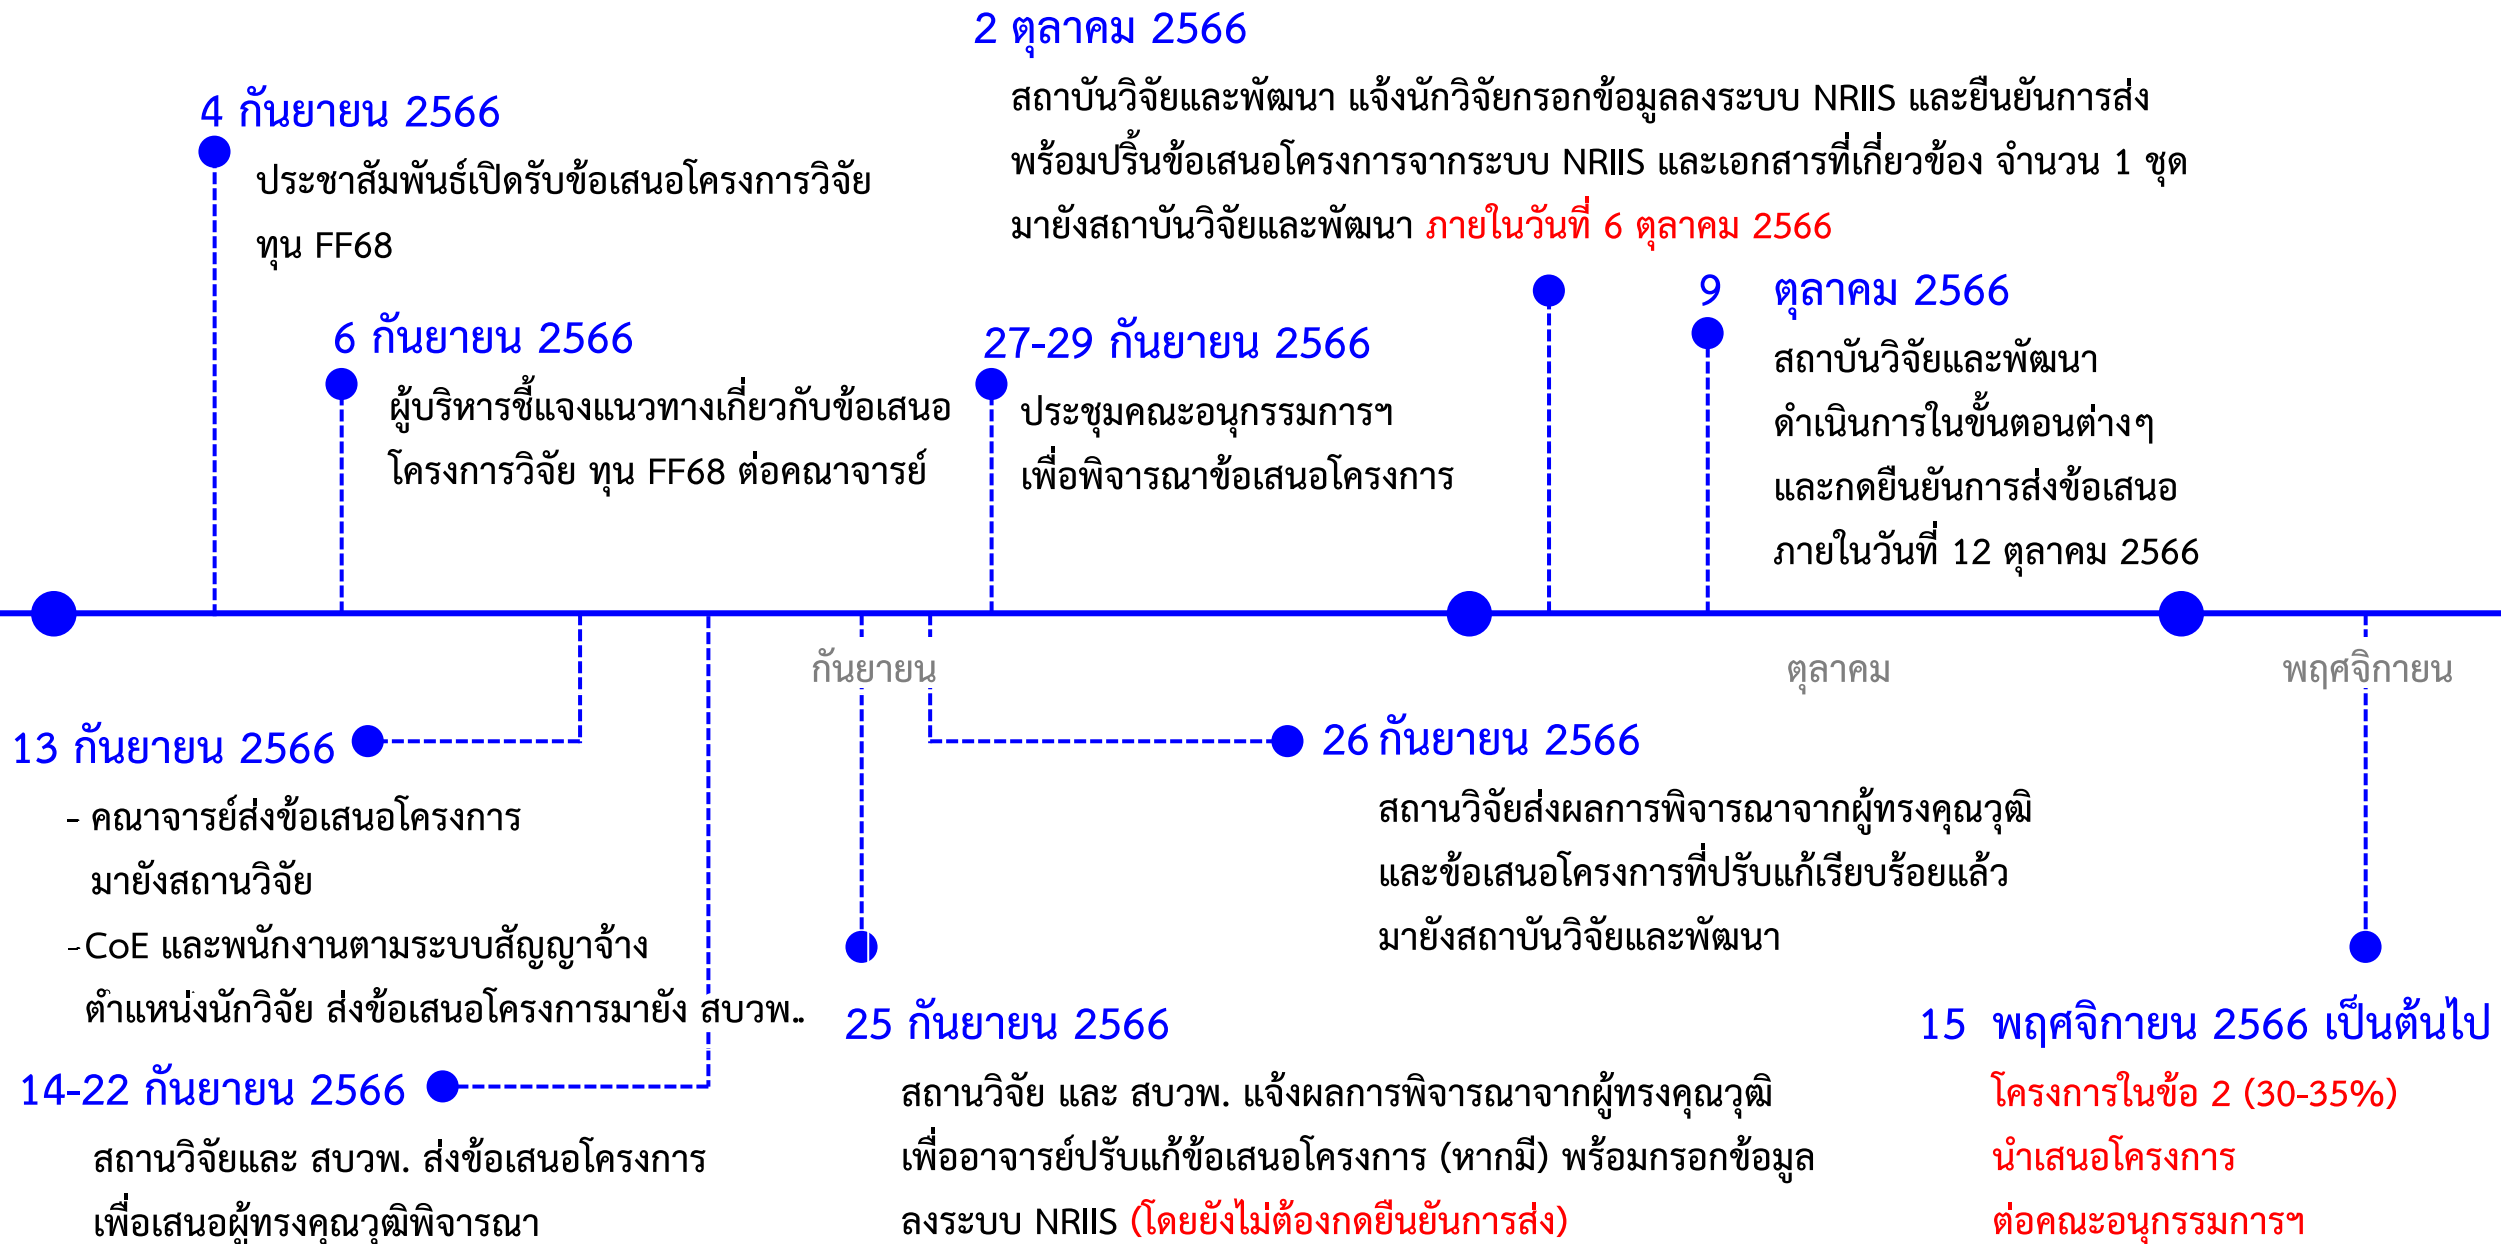 2 ตุลาคม 2566
สถาบันวิจัยและพัฒนา แจ้งนักวิจัยกรอกข้อมูลลงระบบ NRIIS และยืนยันการส่ง
พร้อมปริ้นข้อเสนอโครงการจากระบบ NRIIS และเอกสารที่เกี่ยวข้อง จำนวน 1 ชุด
มายังสถาบันวิจัยและพัฒนา ภายในวันที่ 6 ตุลาคม 2566
4 กันยายน 2566
ประชาสัมพันธ์เปิดรับข้อเสนอโครงการวิจัย
ทุน FF68
6 กันยายน 2566
ผู้บริหารชี้แจงแนวทางเกี่ยวกับข้อเสนอ
โครงการวิจัย ทุน FF68 ต่อคณาจารย์
27-29 กันยายน 2566
ประชุมคณะอนุกรรมการฯ
เพื่อพิจารณาข้อเสนอโครงการ
9 ตุลาคม 2566
สถาบันวิจัยและพัฒนา
ดำเนินการในขั้นตอนต่างๆ
และกดยืนยันการส่งข้อเสนอ
ภายในวันที่ 12 ตุลาคม 2566
กันยายน
ตุลาคม
พฤศจิกายน
13 กันยายน 2566
- คณาจารย์ส่งข้อเสนอโครงการ
มายังสถานวิจัย
-CoE และพนักงานตามระบบสัญญาจ้าง
ตำแหน่งนักวิจัย ส่งข้อเสนอโครงการมายัง สบวพ..
26 กันยายน 2566
สถานวิจัยส่งผลการพิจารณาจากผู้ทรงคุณวุฒิ
และข้อเสนอโครงการที่ปรับแก้เรียบร้อยแล้ว
มายังสถาบันวิจัยและพัฒนา
14-22 กันยายน 2566
สถานวิจัยและ สบวพ. ส่งข้อเสนอโครงการ
เพื่อเสนอผู้ทรงคุณวุฒิพิจารณา
25 กันยายน 2566
สถานวิจัย และ สบวพ. แจ้งผลการพิจารณาจากผู้ทรงคุณวุฒิ
เพื่ออาจารย์ปรับแก้ข้อเสนอโครงการ (หากมี) พร้อมกรอกข้อมูล
ลงระบบ NRIIS (โดยยังไม่ต้องกดยืนยันการส่ง)
15 พฤศจิกายน 2566 เป็นต้นไป
โครงการในข้อ 2 (30-35%)
นำเสนอโครงการ
ต่อคณะอนุกรรมการฯ